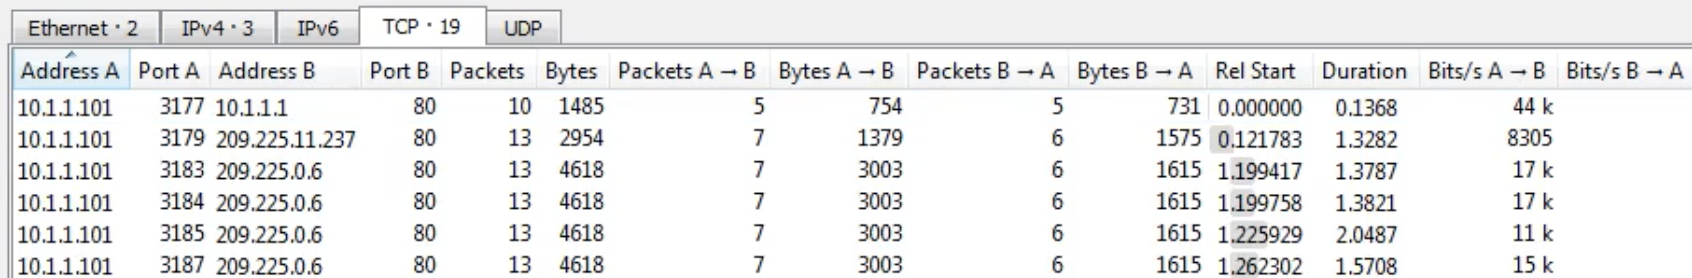 Ethernet · 2 IPv4 · 3 IPv6 TCP · 19 UDP
Address A Port A Address B Port B Packets Bytes Packets A → B Bytes A → B Packets B → A Bytes B → A Rel Start Duration Bits/s A → B Bits/s B → A
10.1.1.101 3177 10.1.1.1 80 10 1485 5 754 5 731 0.000000 0.1368 44 k
10.1.1.101 3179 209.225.11.237 80 13 2954 7 1379 6 1575 0.121783 1.3282 8305
10.1.1.101 3183 209.225.0.6 80 13 4618 7 3003 6 1615 1.199417 1.3787 17 k
10.1.1.101 3184 209.225.0.6 80 13 4618 7 3003 6 1615 1.199758 1.3821 17 k
10.1.1.101 3185 209.225.0.6 80 13 4618 7 3003 6 1615 1.225929 2.0487 11 k
10.1.1.101 3187 209.225.0.6 80 13 4618 7 3003 6 1615 1.262302 1.5708 15 k